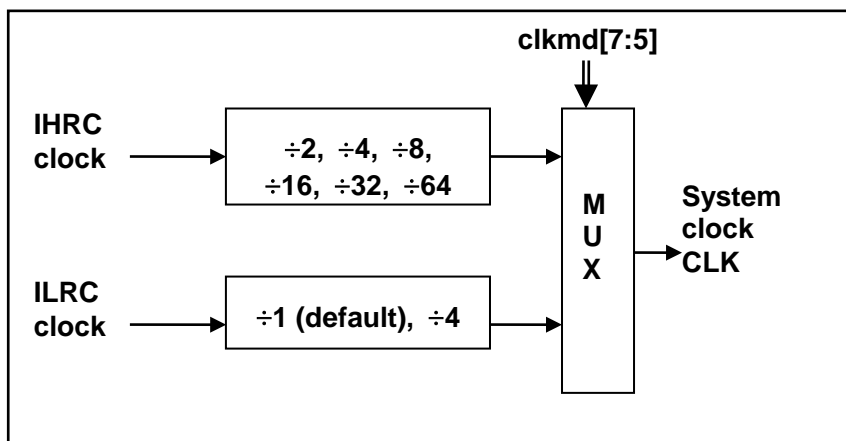 clkmd[7:5]
IHRC
clock
÷2, ÷4, ÷8,
÷16, ÷32, ÷64
M
U
X
System
clock
CLK
ILRC
clock
÷1 (default), ÷4